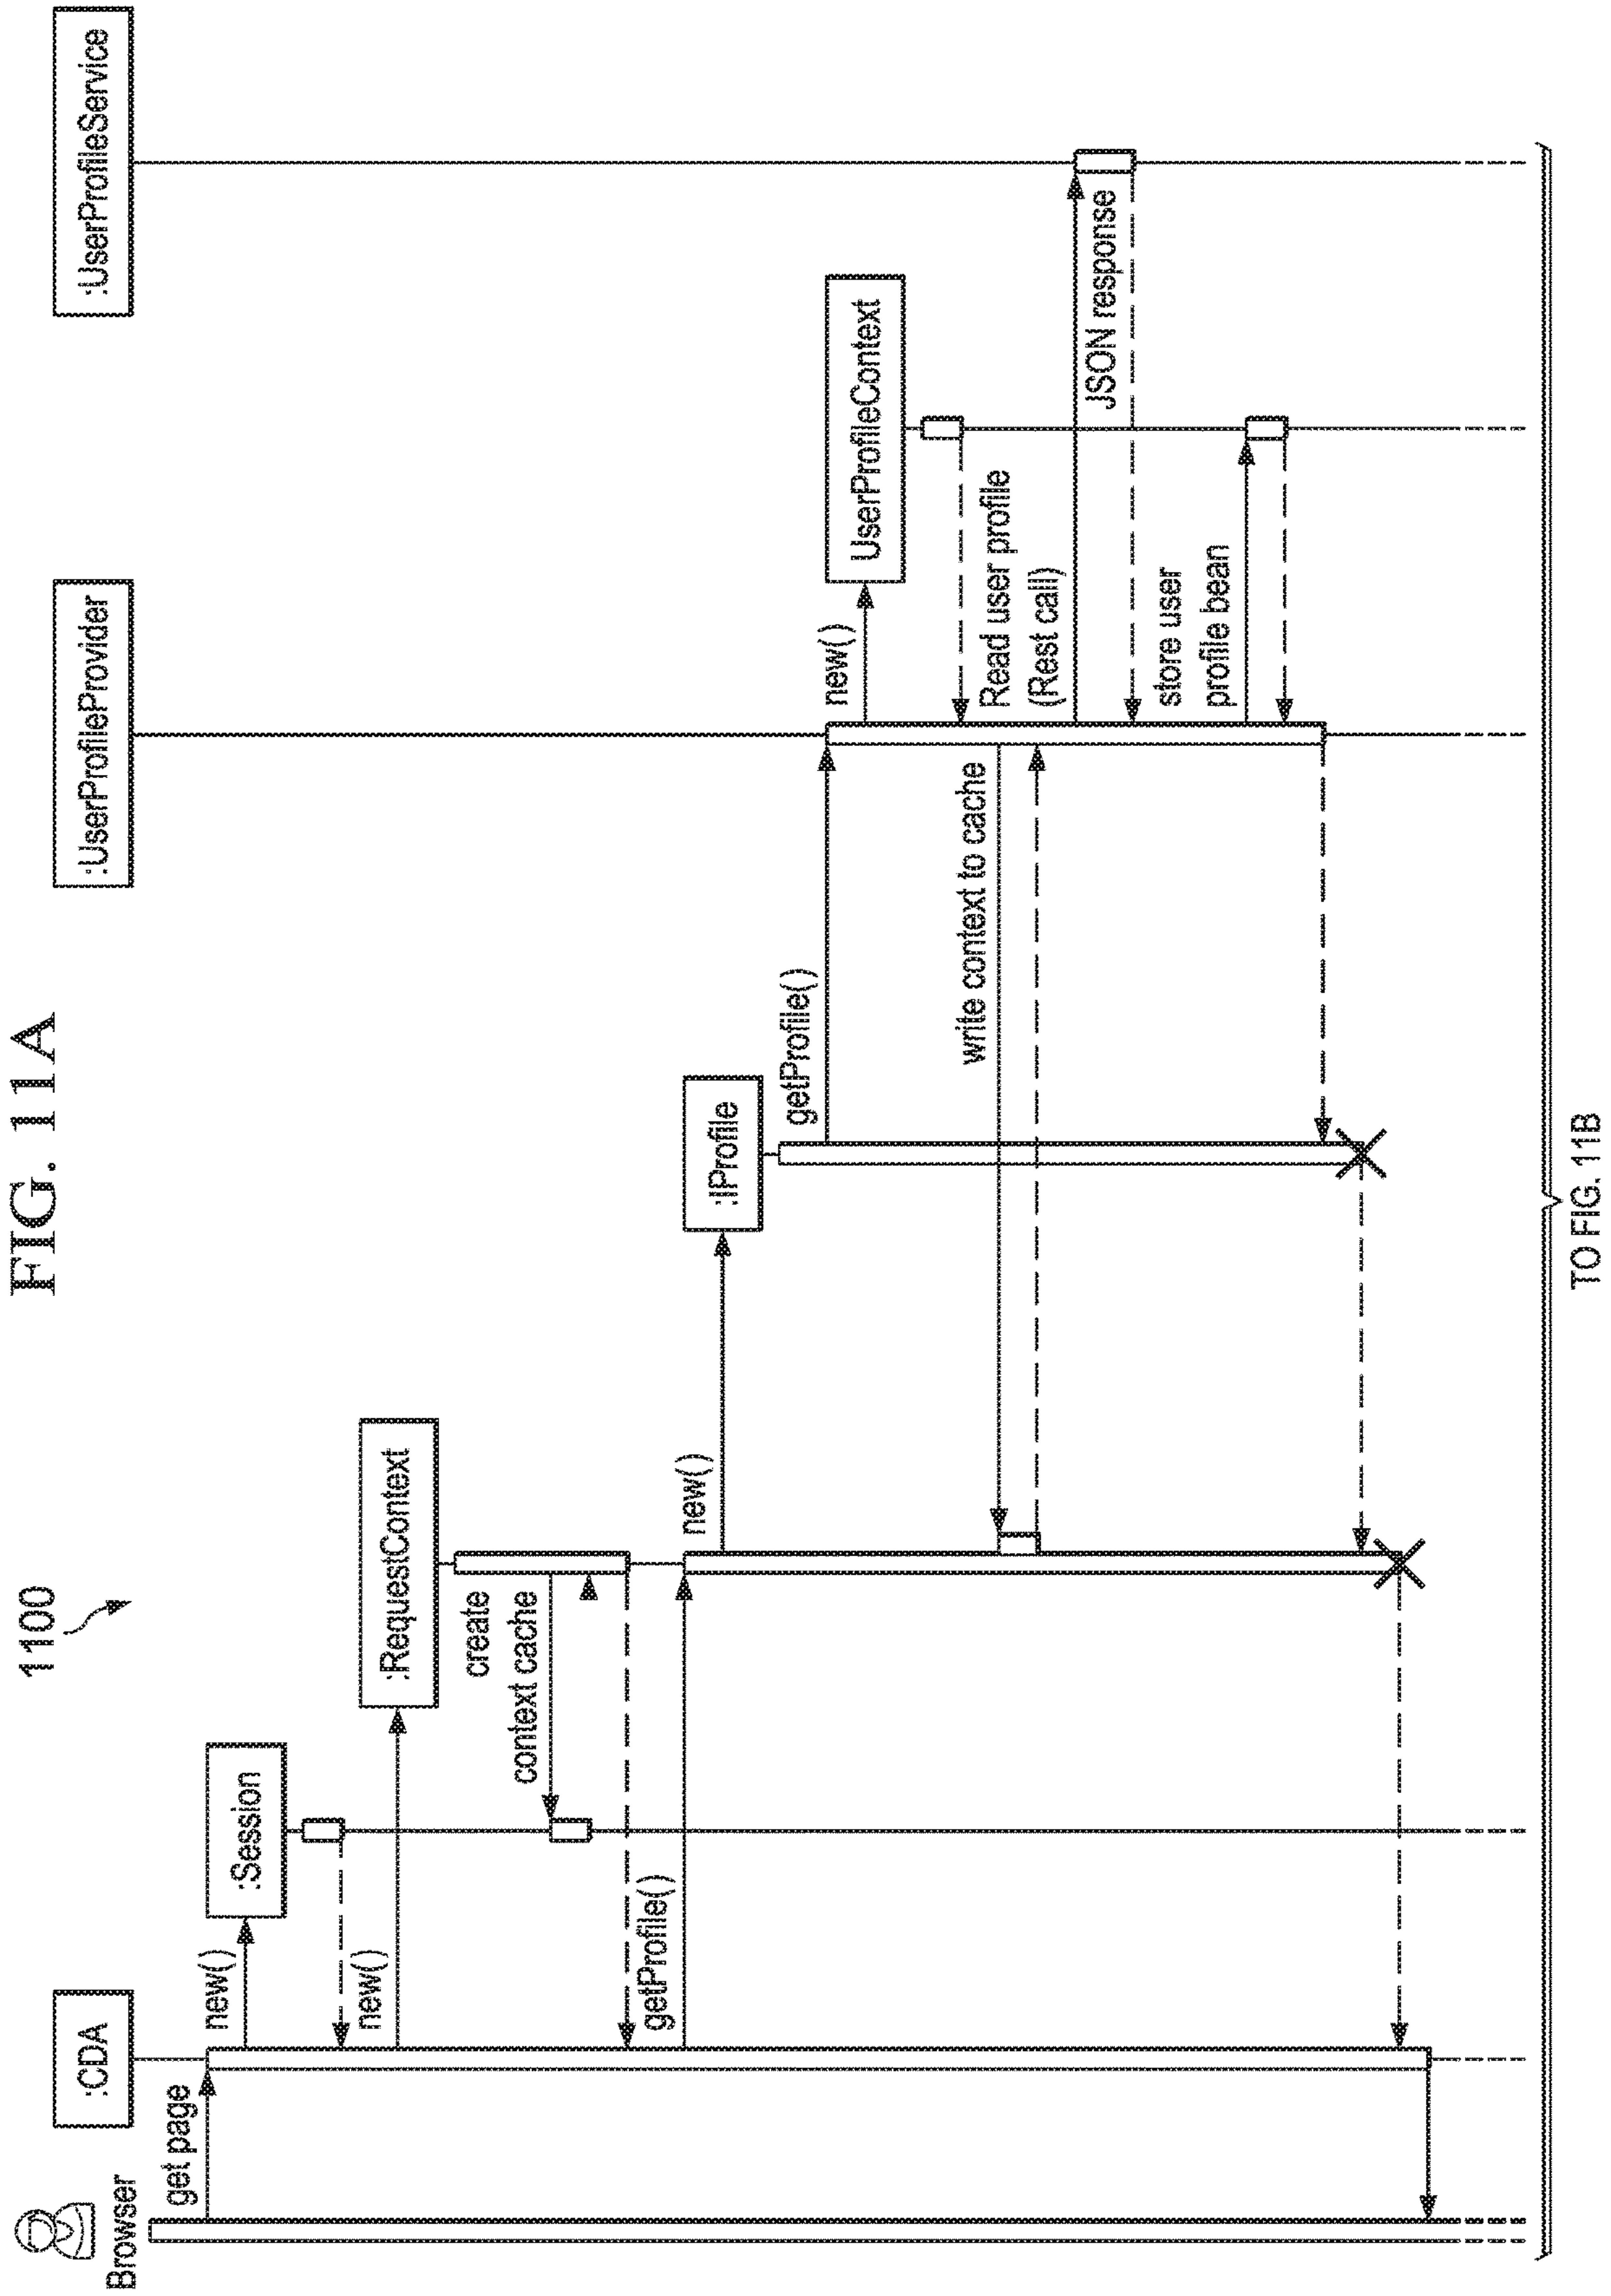 FIG. 11A
1100
Browser
:CDA
:UserProfileProvider
:UserProfileService
get page
:Session
new()
new()
:RequestContext
create
context cache
getProfile()
new()
:IProfile
getProfile()
new()
UserProfileContext
write context to cache
Read user profile
(Rest call)
JSON response
store user
profile bean
TO FIG. 11B